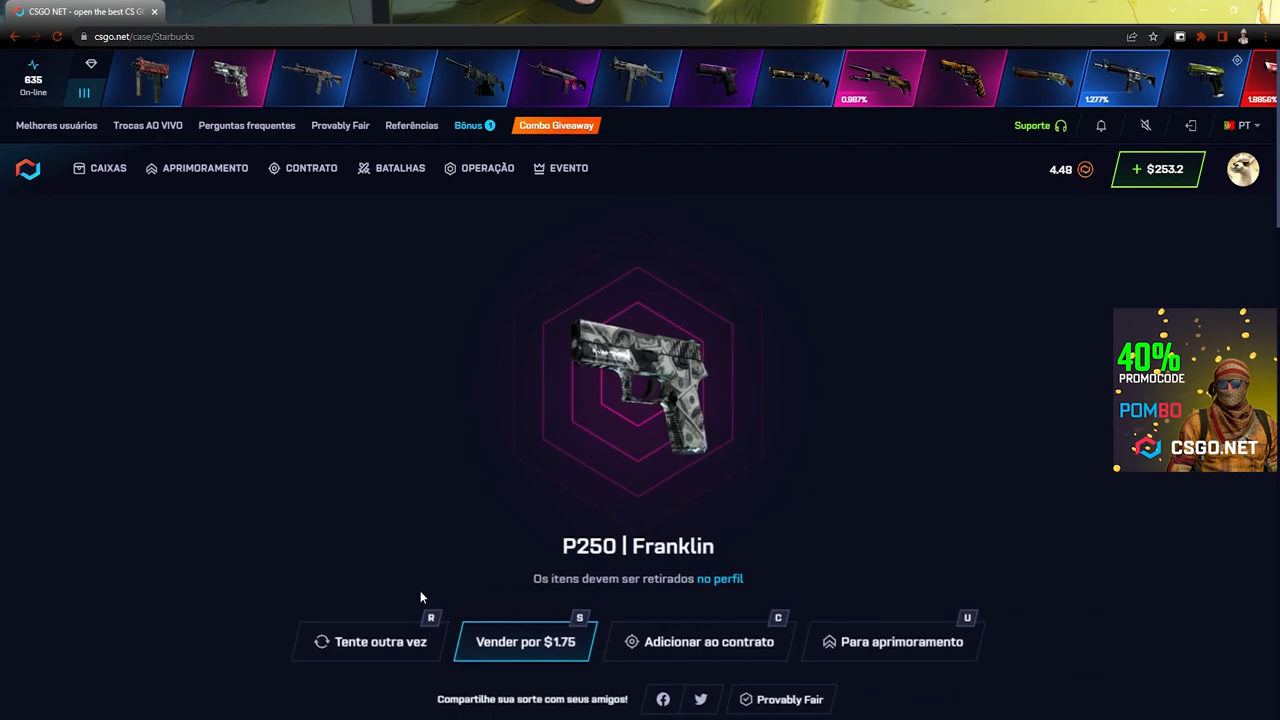 CSGO NET - open the best CS G
csgo.net/case/Starbucks
635
On-line
0.987%
1.277%
1.8856%
Melhores usuários
Trocas AO VIVO
Perguntas frequentes
Provably Fair
Referências
Bônus 1
Combo Giveaway
Suporte
PT
CAIXAS
APRIMORAMENTO
CONTRATO
BATALHAS
OPERAÇÃO
EVENTO
4.48
+ $253.2
40%
PROMOCODE
POMBO
CSGO.NET
P250 | Franklin
Os itens devem ser retirados no perfil
R
S
C
U
Tente outra vez
Vender por $1.75
Adicionar ao contrato
Para aprimoramento
Compartilhe sua sorte com seus amigos!
Provably Fair